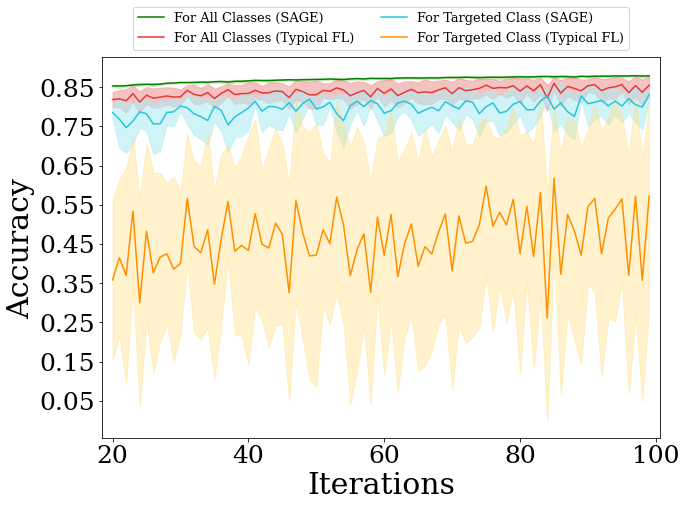 For All Classes (SAGE)
For All Classes (Typical FL)
For Targeted Class (SAGE)
For Targeted Class (Typical FL)
Accuracy
0.85
0.75
0.65
0.55
0.45
0.35
0.25
0.15
0.05
20 40 60 80 100
Iterations